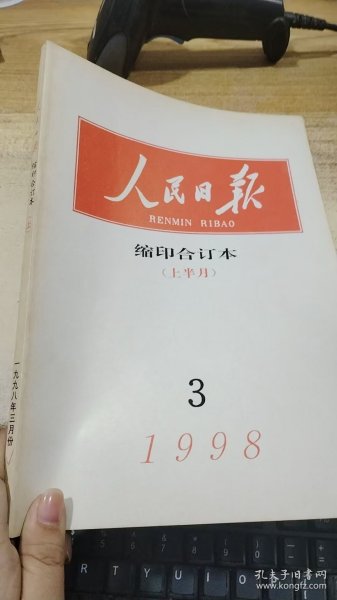 人民日报
RENMIN RIBAO
缩印合订本
（上半月）
3
1998
缩印合订本
上
一九九八年三月份
孔夫子旧书网
kongfz.com